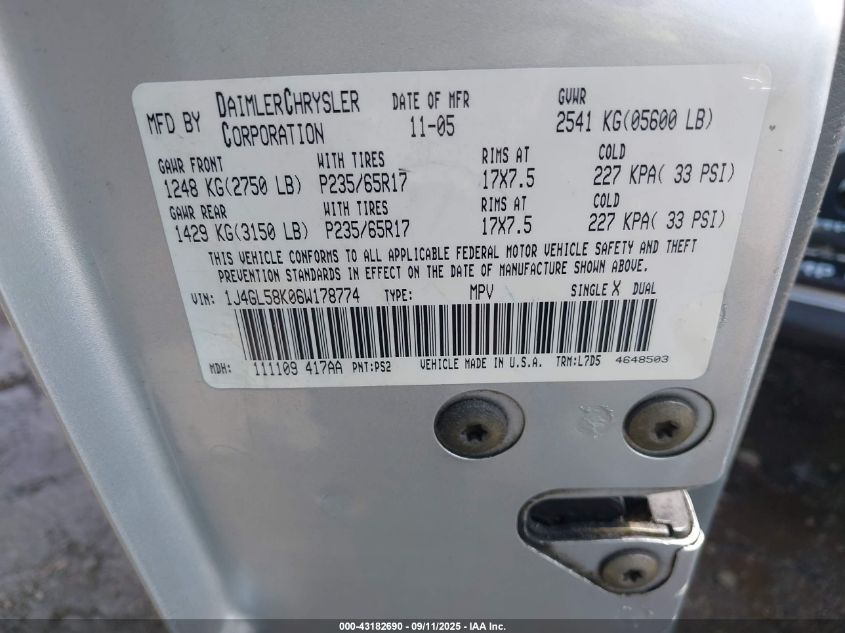 MFD BY DAIMLERCHRYSLER CORPORATION DATE OF MFR 11-05 GVWR 2541 KG(05600 LB)
GAWR FRONT WITH TIRES RIMS AT COLD
1248 KG(2750 LB) P235/65R17 17X7.5 227 KPA( 33 PSI)
GAWR REAR WITH TIRES RIMS AT COLD
1429 KG(3150 LB) P235/65R17 17X7.5 227 KPA( 33 PSI)
THIS VEHICLE CONFORMS TO ALL APPLICABLE FEDERAL MOTOR VEHICLE SAFETY AND THEFT
PREVENTION STANDARDS IN EFFECT ON THE DATE OF MANUFACTURE SHOWN ABOVE.
VIN: 1J4GL58K06W178774 TYPE: MPV SINGLE X DUAL
MDH: 111109 417AA PNT:PS2 VEHICLE MADE IN U.S.A. TRM:L7D5 4648503
000-43182690 - 09/11/2025 - IAA Inc.